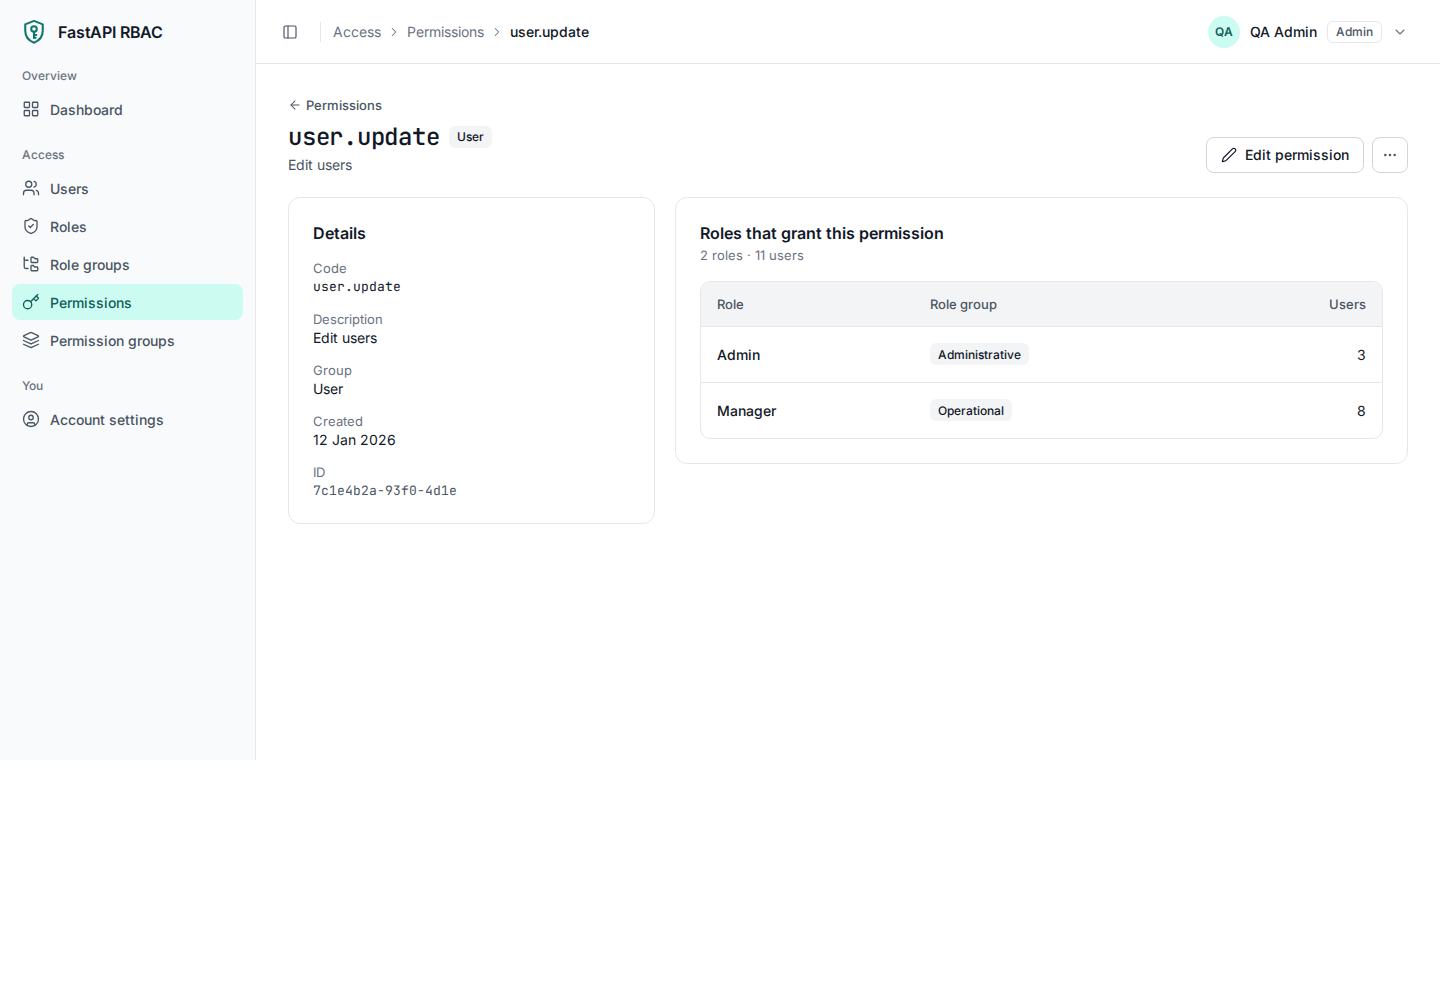 FastAPI RBAC
Overview
Dashboard
Access
Users
Roles
Role groups
Permissions
Permission groups
You
Account settings
Access > Permissions > user.update
QA QA Admin Admin
← Permissions
user.update User
Edit users
Edit permission ···
Details
Code
user.update
Description
Edit users
Group
User
Created
12 Jan 2026
ID
7c1e4b2a-93f0-4d1e
Roles that grant this permission
2 roles · 11 users
Role Role group Users
Admin Administrative 3
Manager Operational 8